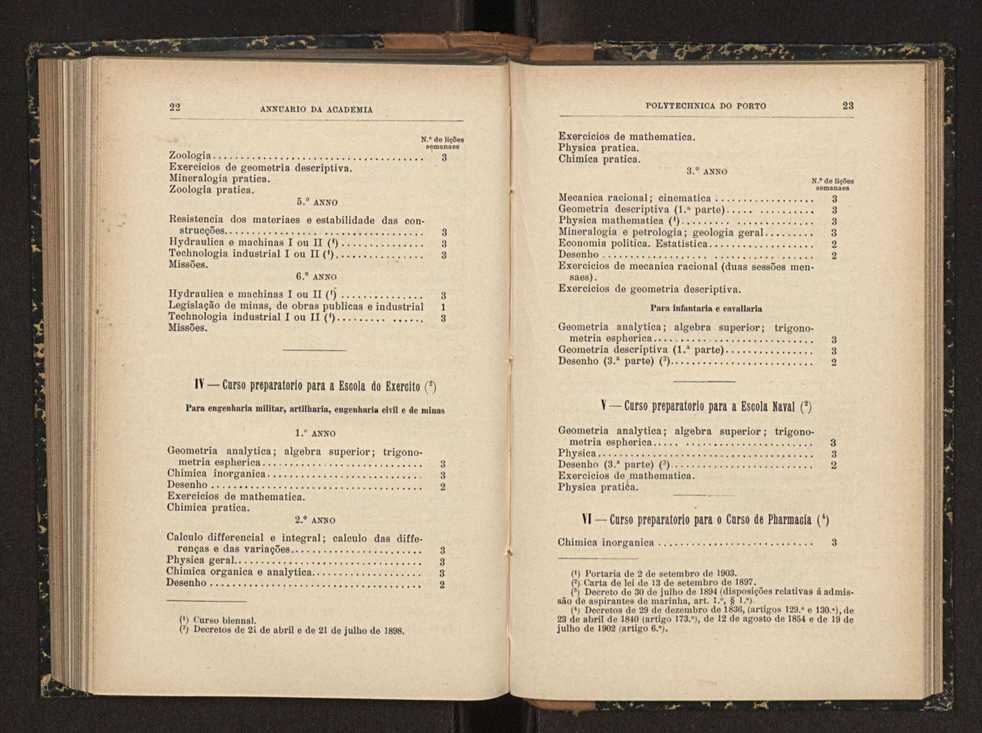 22 ANNUARIO DA ACADEMIA
N.º de lições
semanaes
Zoologia.................................... 3
Exercicios de geometria descriptiva.
Mineralogia pratica.
Zoologia pratica.
5.º ANNO
Resistencia dos materiaes e estabilidade das con-
strucções.................................. 3
Hydraulica e machinas I ou II (¹).............. 3
Technologia industrial I ou II (¹)............... 3
Missões.
6.º ANNO
Hydraulica e machinas I ou II (¹).............. 3
Legislação de minas, de obras publicas e industrial 1
Technologia industrial I ou II (¹)............... 3
Missões.
IV — Curso preparatorio para a Escola do Exercito (²)
Para engenharia militar, artilharia, engenharia civil e de minas
1.º ANNO
Geometria analytica; algebra superior; trigono-
metria espherica............................ 3
Chimica inorganica........................... 3
Desenho.................................... 2
Exercicios de mathematica.
Chimica pratica.
2.º ANNO
Calculo differencial e integral; calculo das diffe-
renças e das variações....................... 3
Physica geral................................ 3
Chimica organica e analytica................... 3
Desenho.................................... 2
(¹) Curso biennal.
(²) Decretos de 21 de abril e de 21 de julho de 1898.
POLYTECHNICA DO PORTO 23
Exercicios de mathematica.
Physica pratica.
Chimica pratica.
3.º ANNO
N.º de lições
semanaes
Mecanica racional; cinematica................. 3
Geometria descriptiva (1.ª parte)............... 3
Physica mathematica (¹)....................... 3
Mineralogia e petrologia; geologia geral......... 3
Economia politica. Estatistica.................. 2
Desenho.................................... 2
Exercicios de mecanica racional (duas sessões men-
saes).
Exercicios de geometria descriptiva.
Para infantaria e cavallaria
Geometria analytica; algebra superior; trigono-
metria espherica............................ 3
Geometria descriptiva (1.ª parte)............... 3
Desenho (3.ª parte) (³)........................ 2
V — Curso preparatorio para a Escola Naval (²)
Geometria analytica; algebra superior; trigono-
metria espherica............................ 3
Physica..................................... 3
Desenho (3.ª parte) (³)........................ 2
Exercicios de mathematica.
Physica pratica.
VI — Curso preparatorio para o Curso de Pharmacia (⁴)
Chimica inorganica........................... 3
(¹) Portaria de 2 de setembro de 1903.
(²) Carta de lei de 13 de setembro de 1897.
(³) Decreto de 30 de julho de 1894 (disposições relativas á admis-
são de aspirantes de marinha, art. 1.º, § 1.º).
(⁴) Decretos de 29 de dezembro de 1836, (artigos 129.º e 130.º), de
23 de abril de 1840 (artigo 173.º), de 12 de agosto de 1854 e de 19 de
julho de 1902 (artigo 6.º).